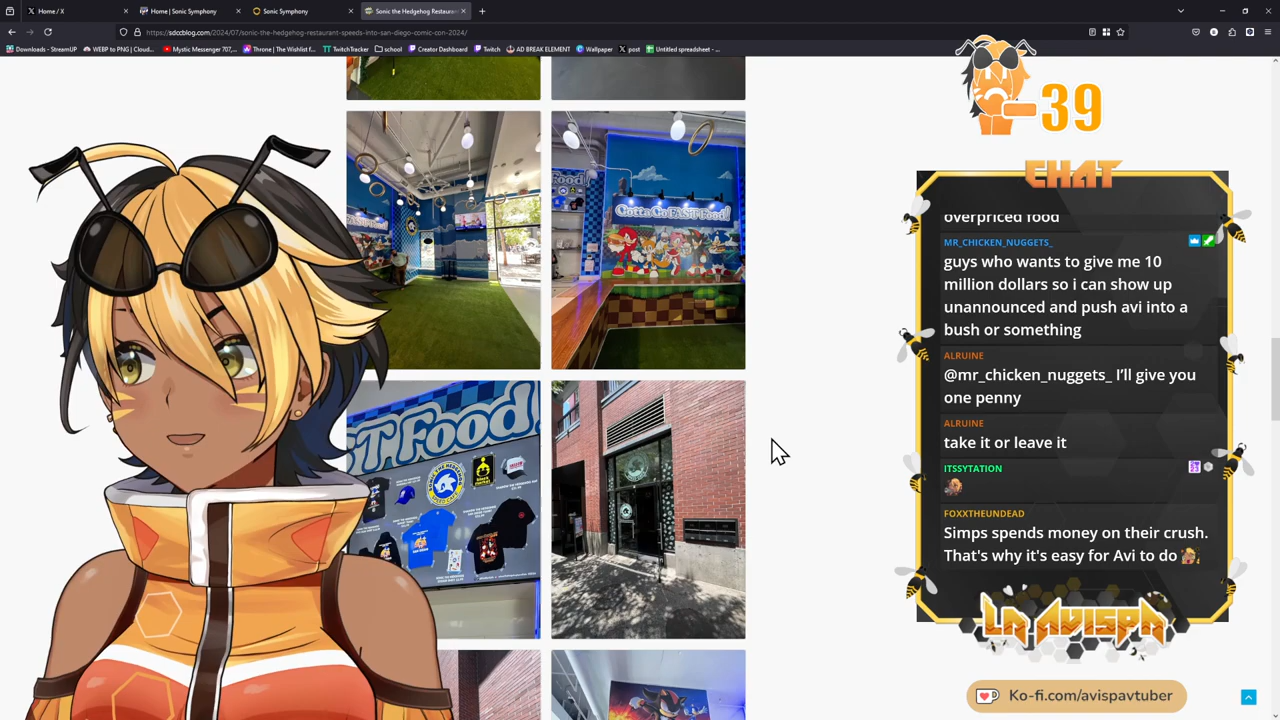 Home / X
Home | Sonic Symphony
Sonic Symphony
Sonic the Hedgehog Restauran
https://sdccblog.com/2024/07/sonic-the-hedgehog-restaurant-speeds-into-san-diego-comic-con-2024/
Downloads - StreamUP
WEBP to PNG | Cloud...
Mystic Messenger 707,...
Throne | The Wishlist f...
TwitchTracker
school
Creator Dashboard
Twitch
AD BREAK ELEMENT
Wallpaper
post
Untitled spreadsheet - ...
-39
CHAT
overpriced food
MR_CHICKEN_NUGGETS_
guys who wants to give me 10
million dollars so i can show up
unannounced and push avi into a
bush or something
ALRUINE
@mr_chicken_nuggets_ I'll give you
one penny
ALRUINE
take it or leave it
ITSSYTATION
FOXXTHEUNDEAD
Simps spends money on their crush.
That's why it's easy for Avi to do
LA AVISPA
Ko-fi.com/avispavtuber
Food
Gotta Go FAST Food!
ST Food!